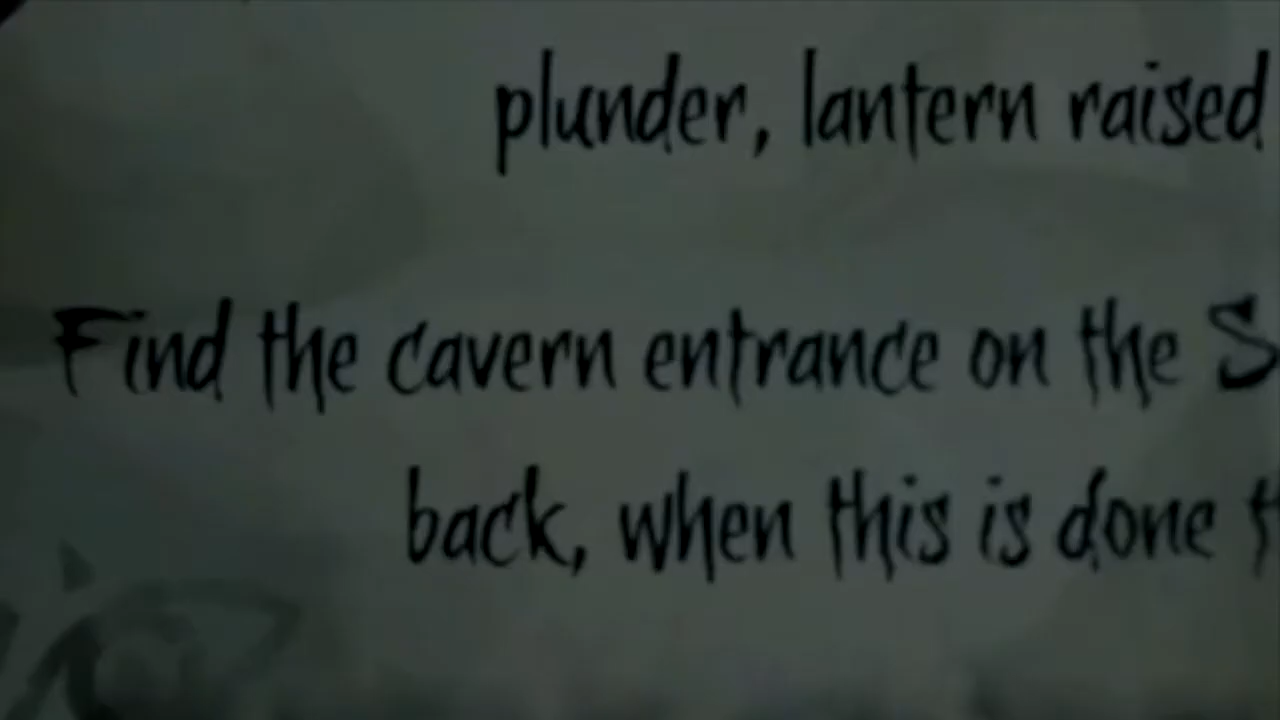 plunder, lantern raised
Find the cavern entrance on the
back, when this is done